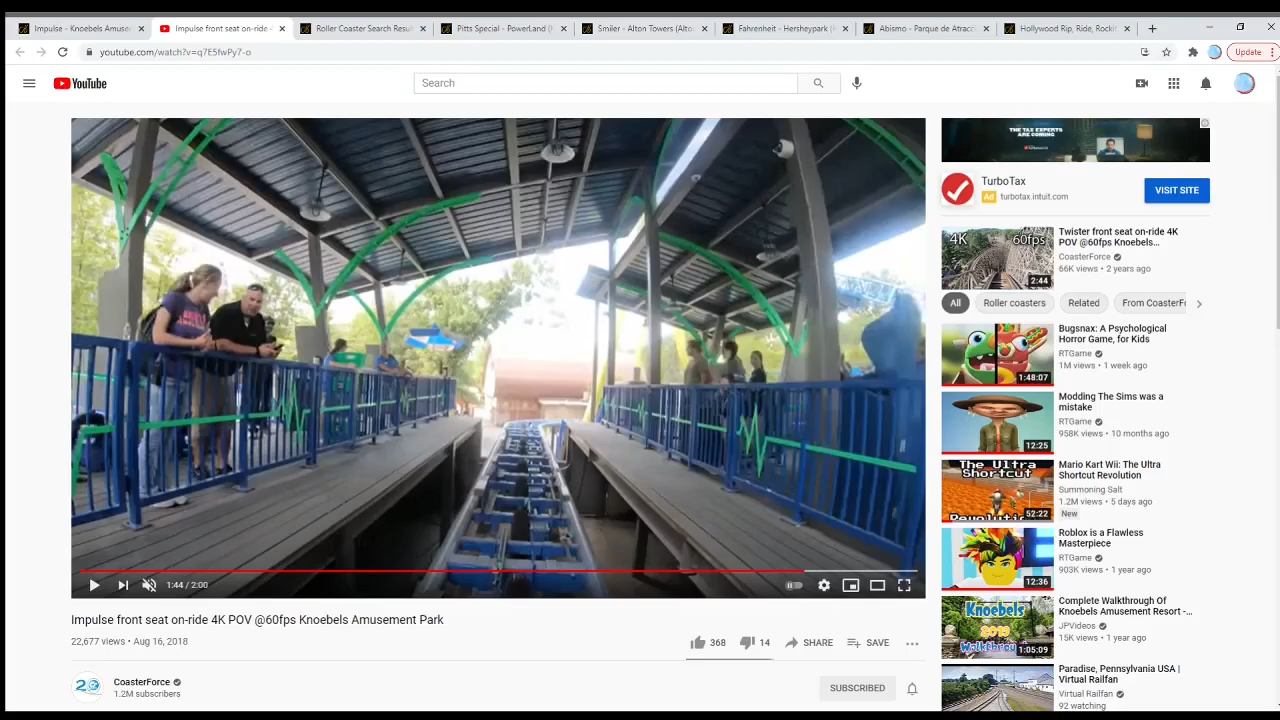 Impulse - Knoebels Amuseme
Impulse front seat on-ride
Roller Coaster Search Resul
Pitts Special - PowerLand (
Smiler - Alton Towers (Alto
Fahrenheit - Hersheypark (H
Abismo - Parque de Atracc
Hollywood Rip, Ride, Rockit
youtube.com/watch?v=q7E5fwPy7-o
Update
YouTube
Search
THE TAX EXPERTS
ARE COMING
TurboTax
Ad turbotax.intuit.com
VISIT SITE
4K 60fps
2:44
Twister front seat on-ride 4K
POV @60fps Knoebels...
CoasterForce
66K views • 2 years ago
All
Roller coasters
Related
From CoasterFo
1:48:07
Bugsnax: A Psychological
Horror Game, for Kids
RTGame
1M views • 1 week ago
12:25
Modding The Sims was a
mistake
RTGame
958K views • 10 months ago
The Ultra
Shortcut
Revolution
52:22
Mario Kart Wii: The Ultra
Shortcut Revolution
Summoning Salt
1.2M views • 5 days ago
New
12:36
Roblox is a Flawless
Masterpiece
RTGame
903K views • 1 year ago
Knoebels
2019
Walkthrough
1:05:09
Complete Walkthrough Of
Knoebels Amusement Resort -...
JPVideos
15K views • 1 year ago
Paradise, Pennsylvania USA |
Virtual Railfan
Virtual Railfan
92 watching
1:44 / 2:00
Impulse front seat on-ride 4K POV @60fps Knoebels Amusement Park
22,677 views • Aug 16, 2018
368
14
SHARE
SAVE
CoasterForce
1.2M subscribers
SUBSCRIBED